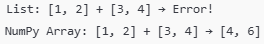 List: [1, 2] + [3, 4] → Error!
NumPy Array: [1, 2] + [3, 4] → [4, 6]